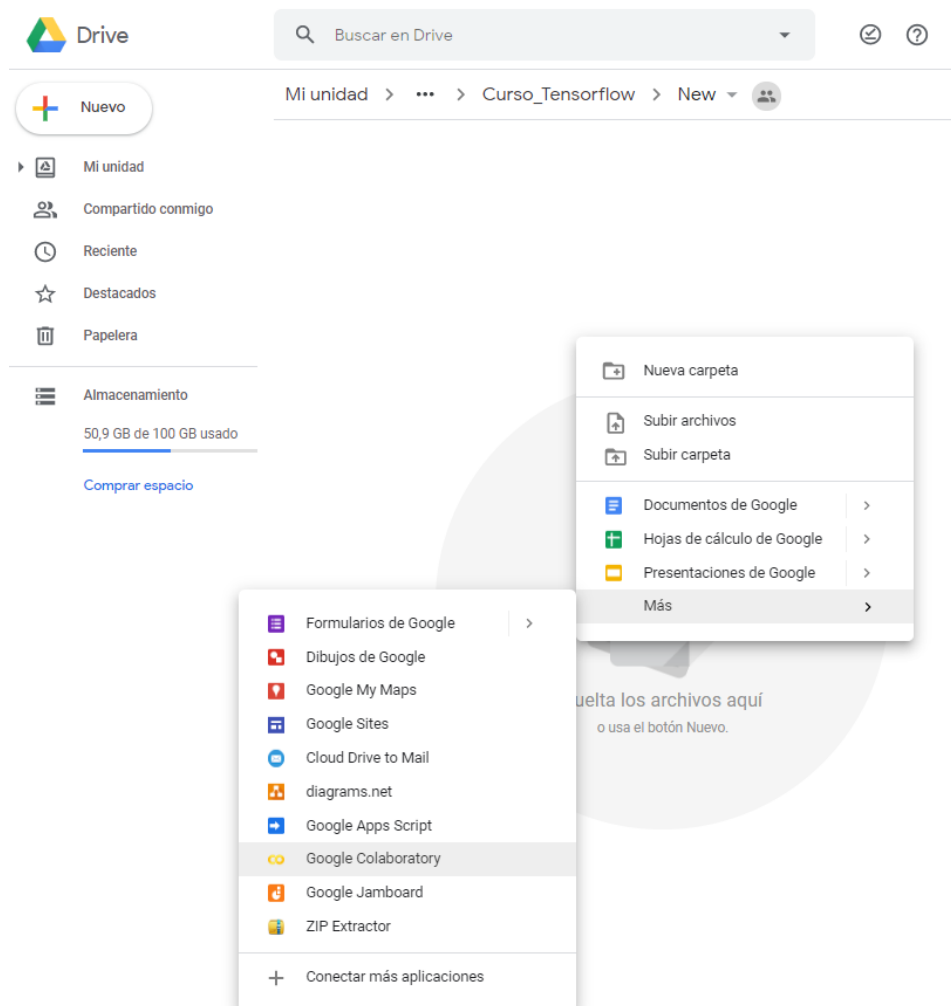 Drive
Buscar en Drive
Nuevo
Mi unidad > ••• > Curso_Tensorflow > New
Mi unidad
Compartido conmigo
Reciente
Destacados
Papelera
Almacenamiento
50,9 GB de 100 GB usado
Comprar espacio
Nueva carpeta
Subir archivos
Subir carpeta
Documentos de Google
Hojas de cálculo de Google
Presentaciones de Google
Más
Formularios de Google
Dibujos de Google
Google My Maps
Google Sites
Cloud Drive to Mail
diagrams.net
Google Apps Script
Google Colaboratory
Google Jamboard
ZIP Extractor
Conectar más aplicaciones
uelta los archivos aquí
o usa el botón Nuevo.